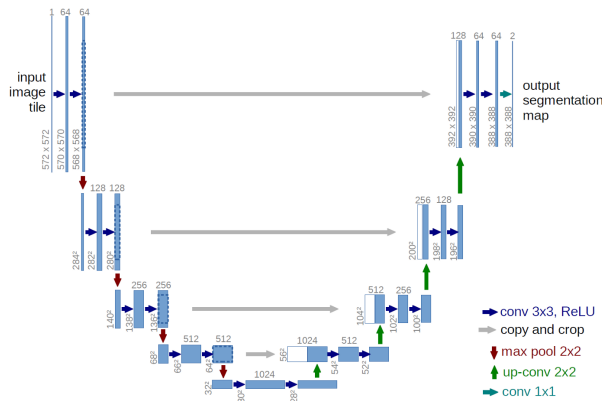 1 64 64
128 64 64 2
input
image
tile
output
segmentation
map
572 x 572
570 x 570
568 x 568
392 x 392
390 x 390
388 x 388
388 x 388
128 128
256 128
284²
282²
280²
200²
198²
196²
256 256
512 256
140²
138²
136²
104²
102²
100²
512 512
1024 512
68²
66²
64²
56²
54²
52²
1024
32²
30²
28²
conv 3x3, ReLU
copy and crop
max pool 2x2
up-conv 2x2
conv 1x1